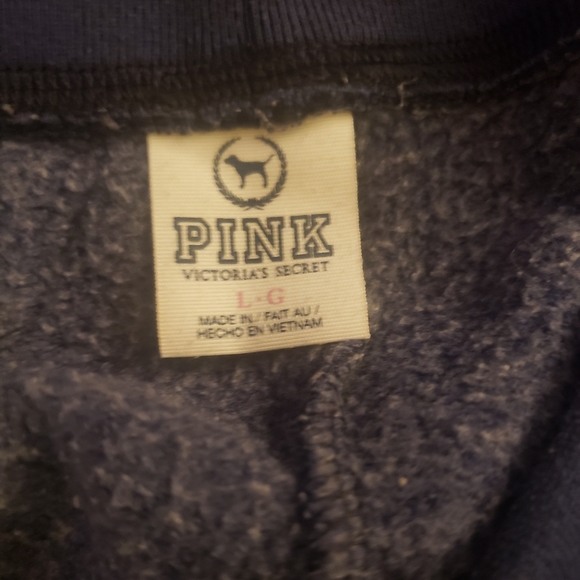 PINK
VICTORIA'S SECRET
L-G
MADE IN / FAIT AU /
HECHO EN VIETNAM